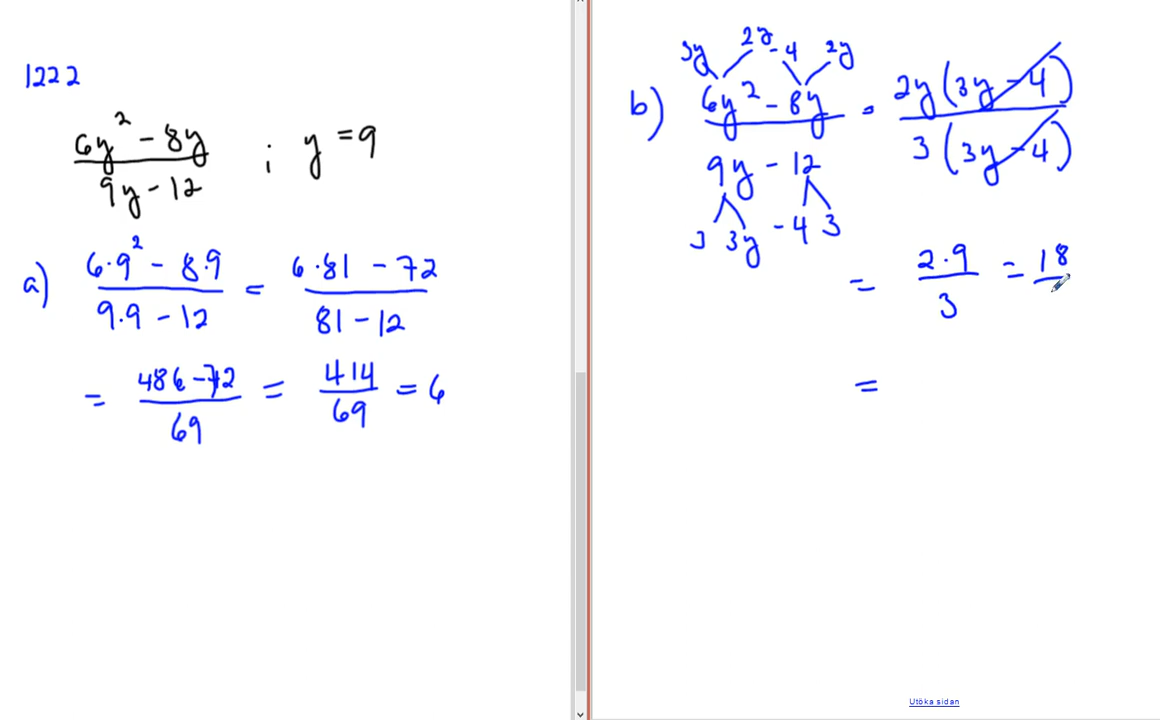 1222
6y² - 8y / 9y - 12 ; y = 9
a) 6·9² - 8·9 / 9·9 - 12 = 6·81 - 72 / 81 - 12
= 486 - 72 / 69 = 414 / 69 = 6
3y 2y -4 2y
b) 6y² - 8y / 9y - 12 = 2y(3y - 4) / 3(3y - 4)
3 3y -4 3
= 2·9 / 3 = 18
=
Utöka sidan